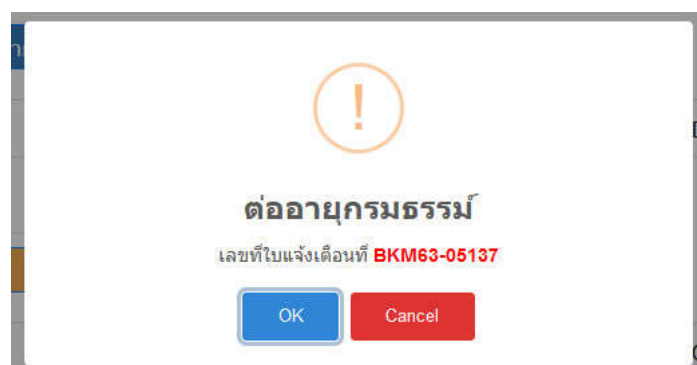 ต่ออายุกรมธรรม์
เลขที่ใบแจ้งเตือนที่ BKM63-05137
OK
Cancel